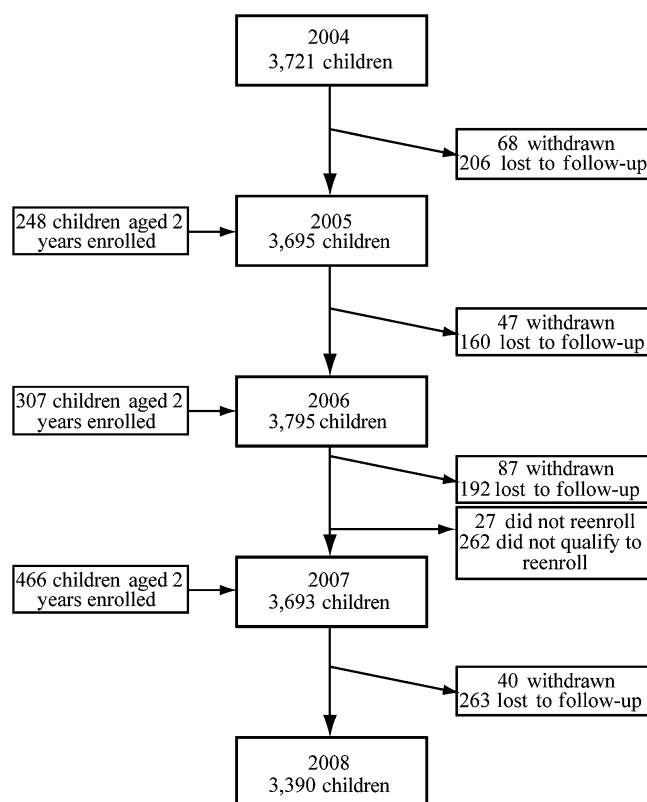 2004
3,721 children
68 withdrawn
206 lost to follow-up
248 children aged 2
years enrolled
2005
3,695 children
47 withdrawn
160 lost to follow-up
307 children aged 2
years enrolled
2006
3,795 children
87 withdrawn
192 lost to follow-up
27 did not reenroll
262 did not qualify to
reenroll
466 children aged 2
years enrolled
2007
3,693 children
40 withdrawn
263 lost to follow-up
2008
3,390 children